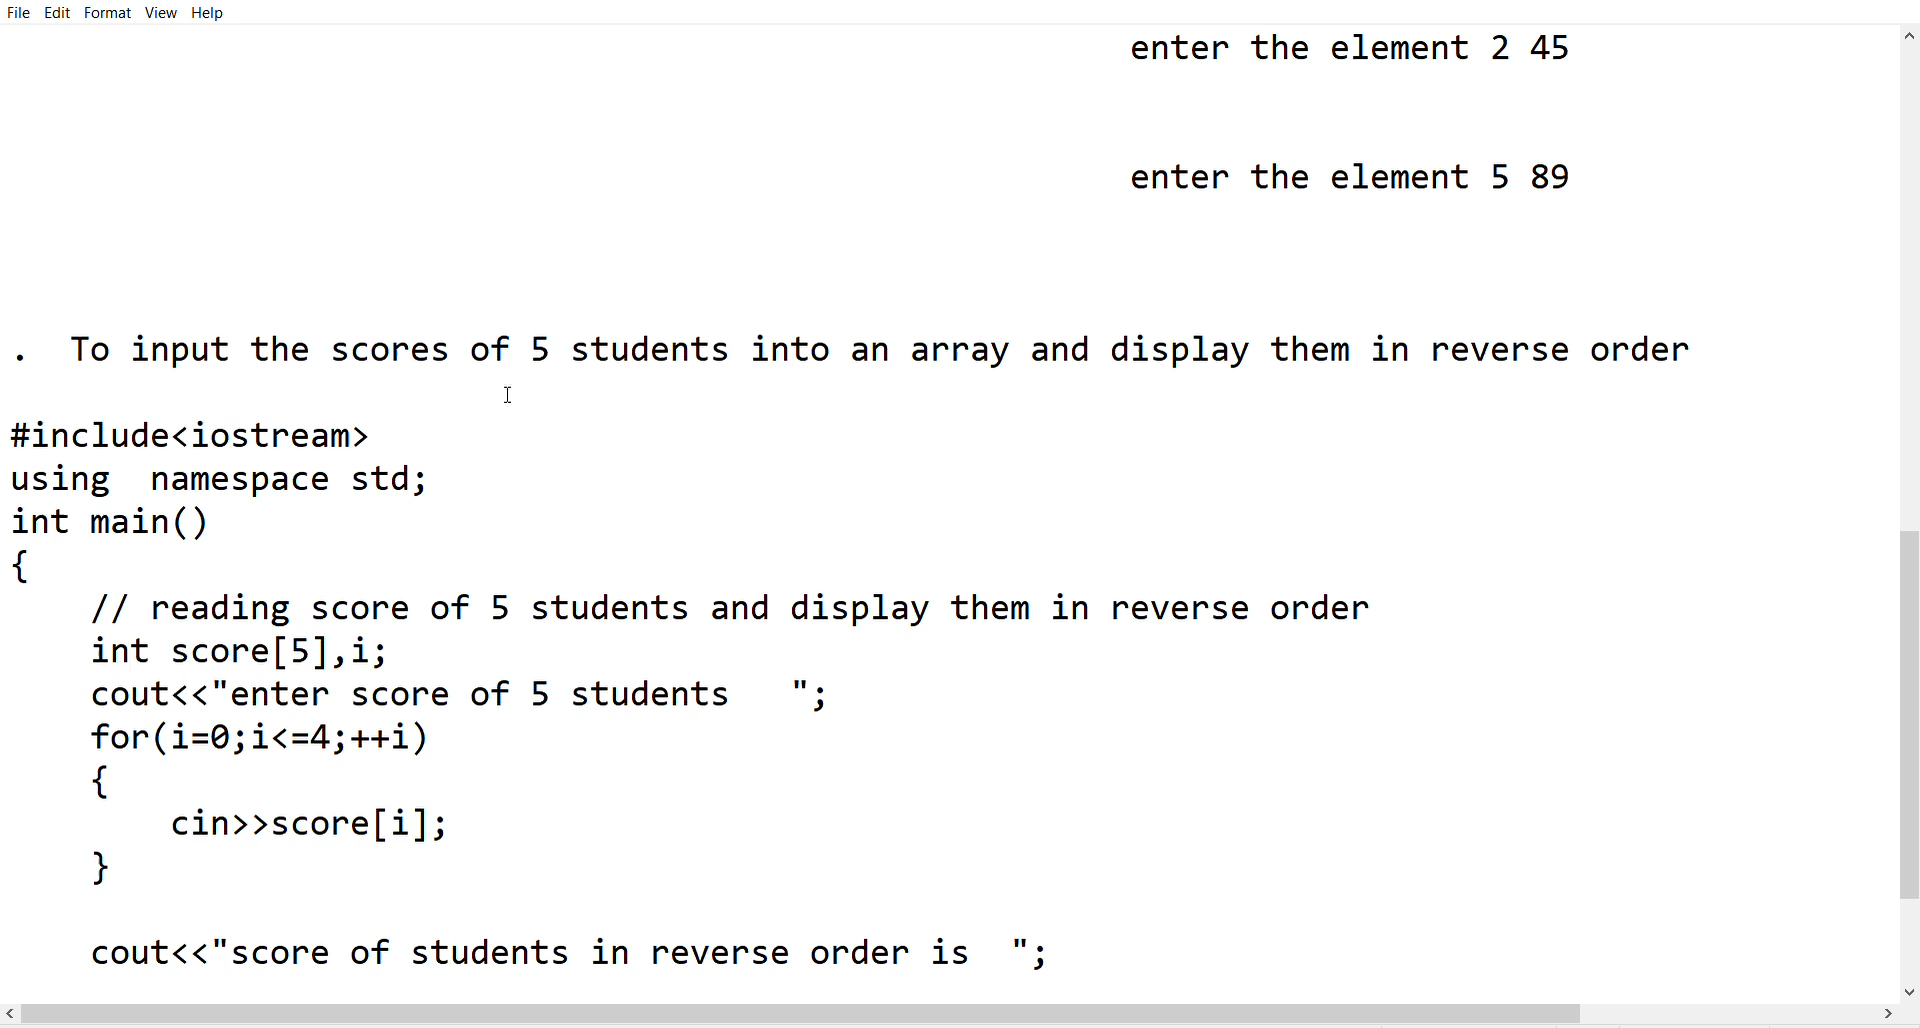 File Edit Format View Help
enter the element 2 45
enter the element 5 89
.  To input the scores of 5 students into an array and display them in reverse order
#include<iostream>
using  namespace std;
int main()
{
    // reading score of 5 students and display them in reverse order
    int score[5],i;
    cout<<"enter score of 5 students   ";
    for(i=0;i<=4;++i)
    {
        cin>>score[i];
    }
    cout<<"score of students in reverse order is  ";